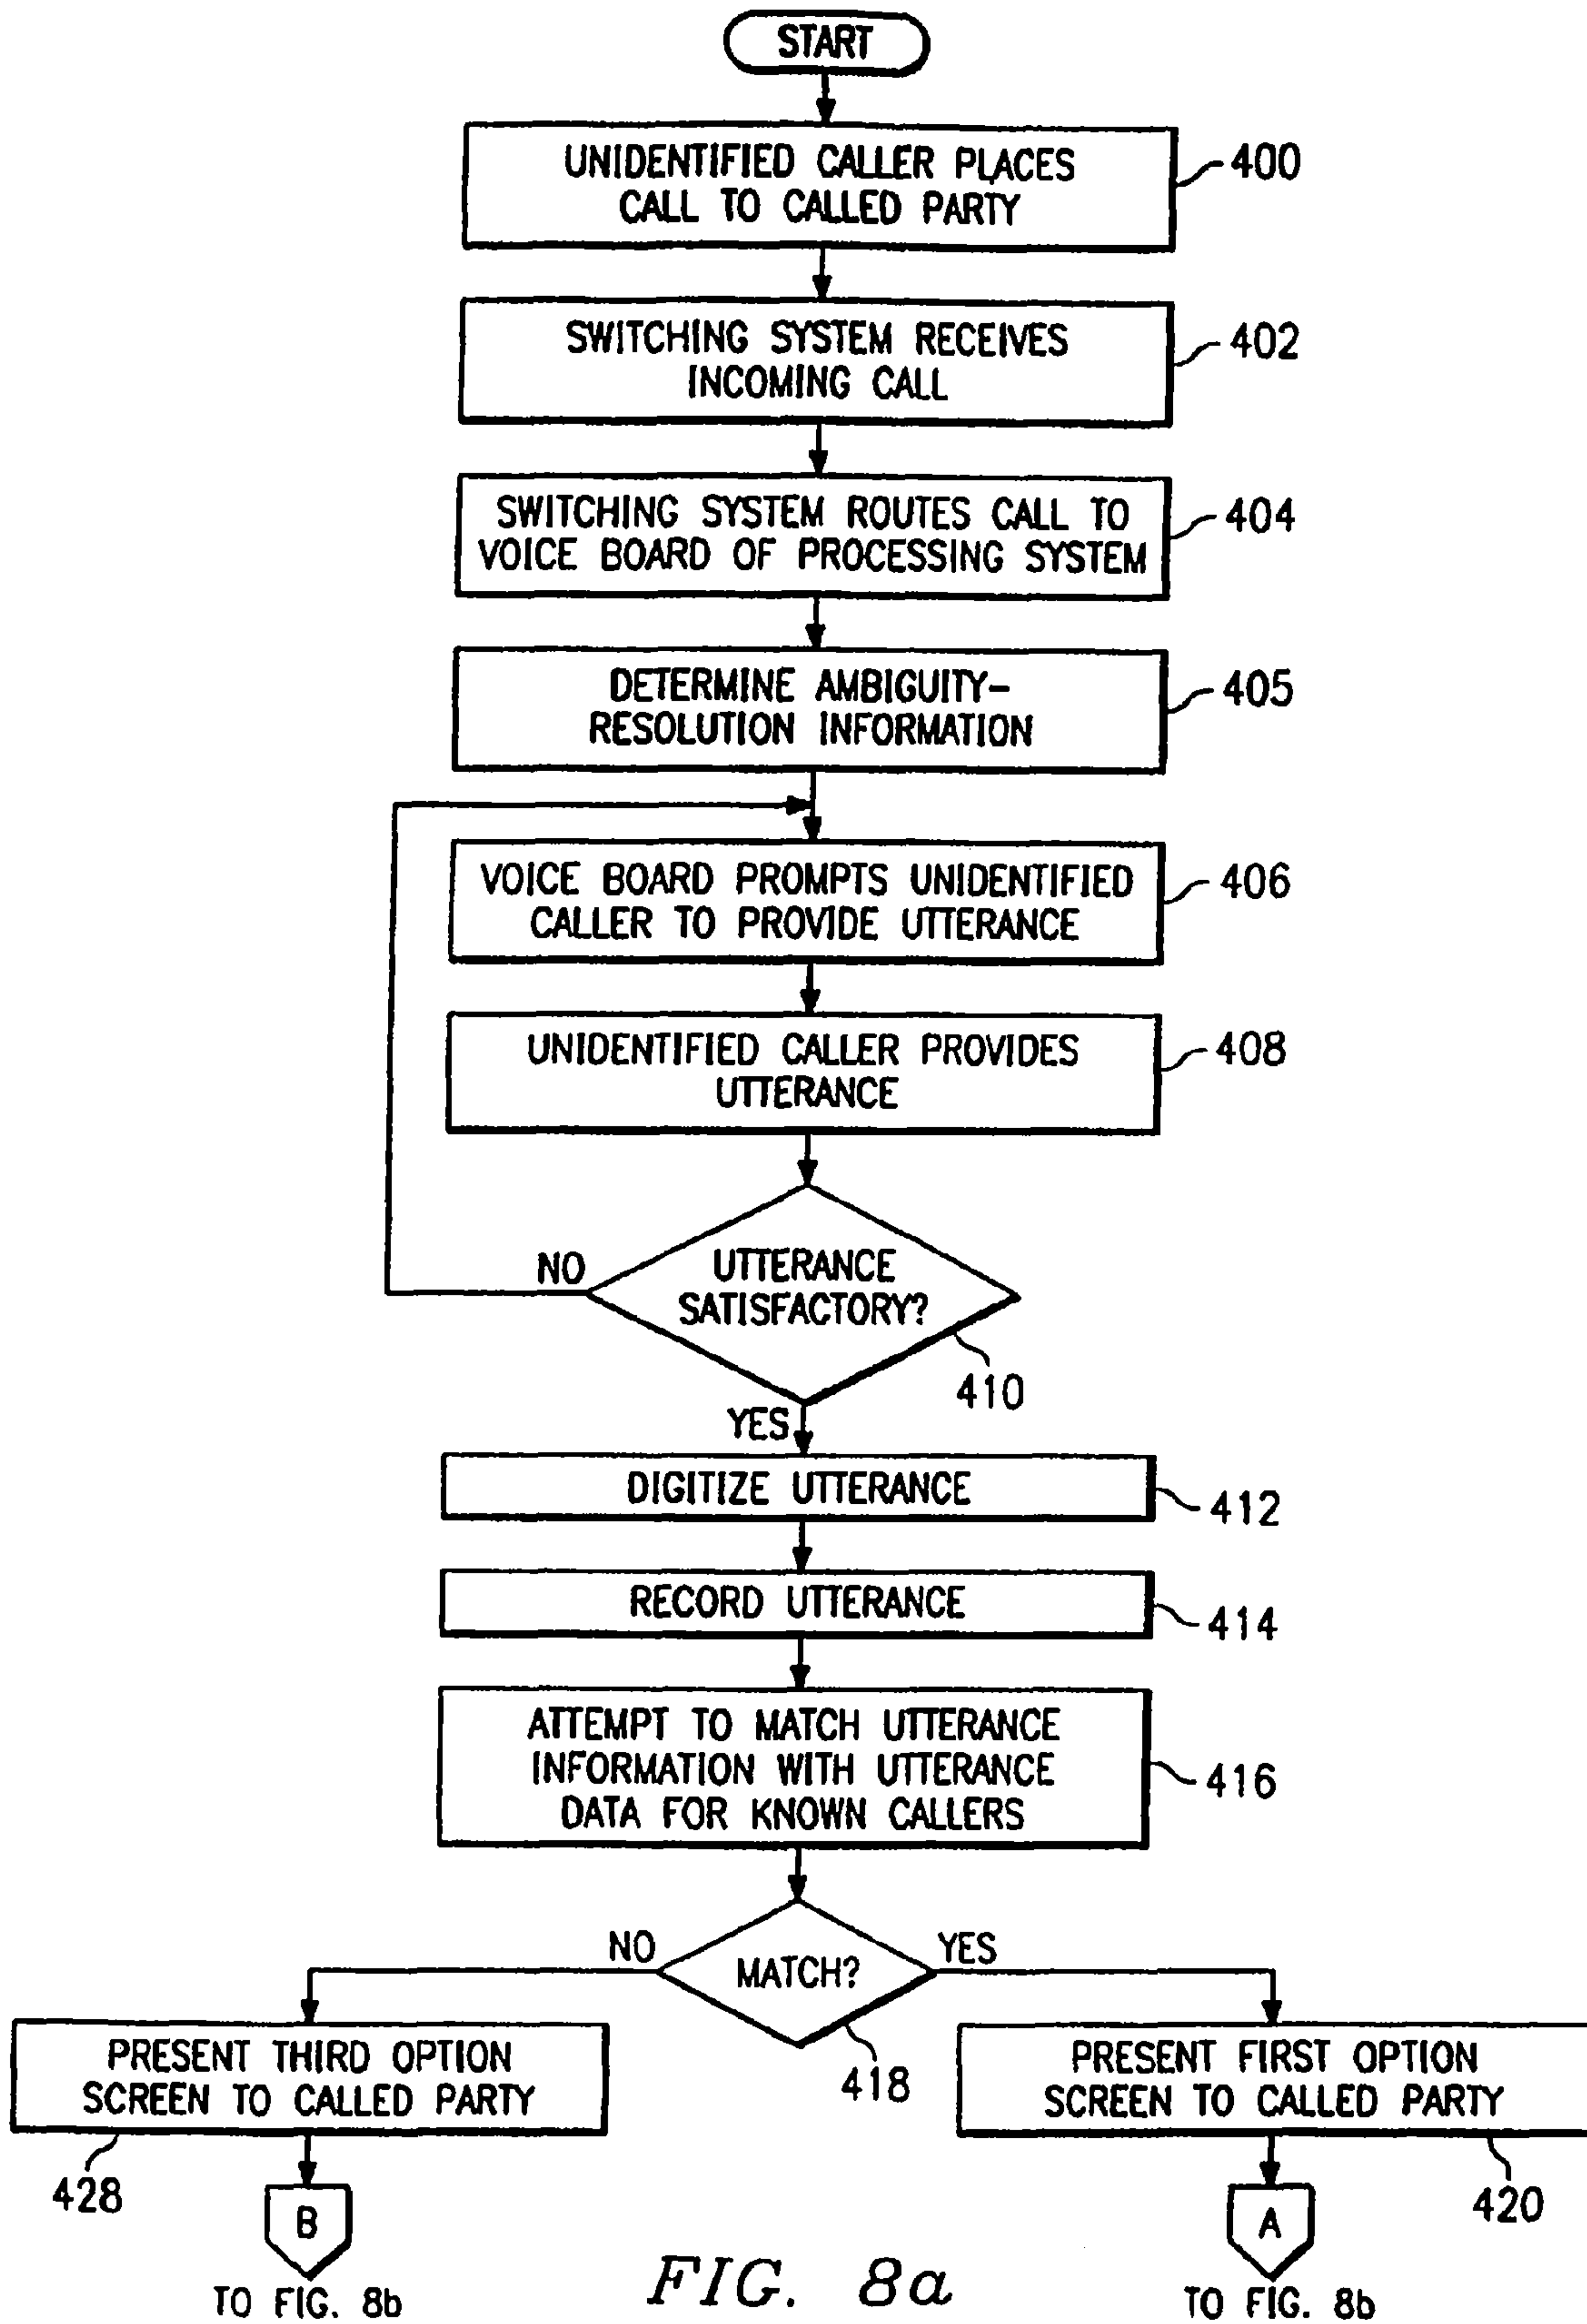 START
UNIDENTIFIED CALLER PLACES
CALL TO CALLED PARTY
400
SWITCHING SYSTEM RECEIVES
INCOMING CALL
402
SWITCHING SYSTEM ROUTES CALL TO
VOICE BOARD OF PROCESSING SYSTEM
404
DETERMINE AMBIGUITY-
RESOLUTION INFORMATION
405
VOICE BOARD PROMPTS UNIDENTIFIED
CALLER TO PROVIDE UTTERANCE
406
UNIDENTIFIED CALLER PROVIDES
UTTERANCE
408
NO
UTTERANCE
SATISFACTORY?
410
YES
DIGITIZE UTTERANCE
412
RECORD UTTERANCE
414
ATTEMPT TO MATCH UTTERANCE
INFORMATION WITH UTTERANCE
DATA FOR KNOWN CALLERS
416
NO
MATCH?
YES
418
PRESENT THIRD OPTION
SCREEN TO CALLED PARTY
428
PRESENT FIRST OPTION
SCREEN TO CALLED PARTY
420
B
TO FIG. 8b
A
TO FIG. 8b
FIG. 8a